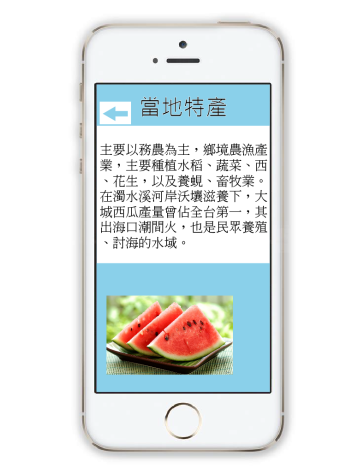 當地特產
主要以務農為主，鄉境農漁產
業，主要種植水稻、蔬菜、西
、花生，以及養蜆、畜牧業。
在濁水溪河岸沃壤滋養下，大
城西瓜產量曾佔全台第一，其
出海口潮間火，也是民眾養殖
、討海的水域。